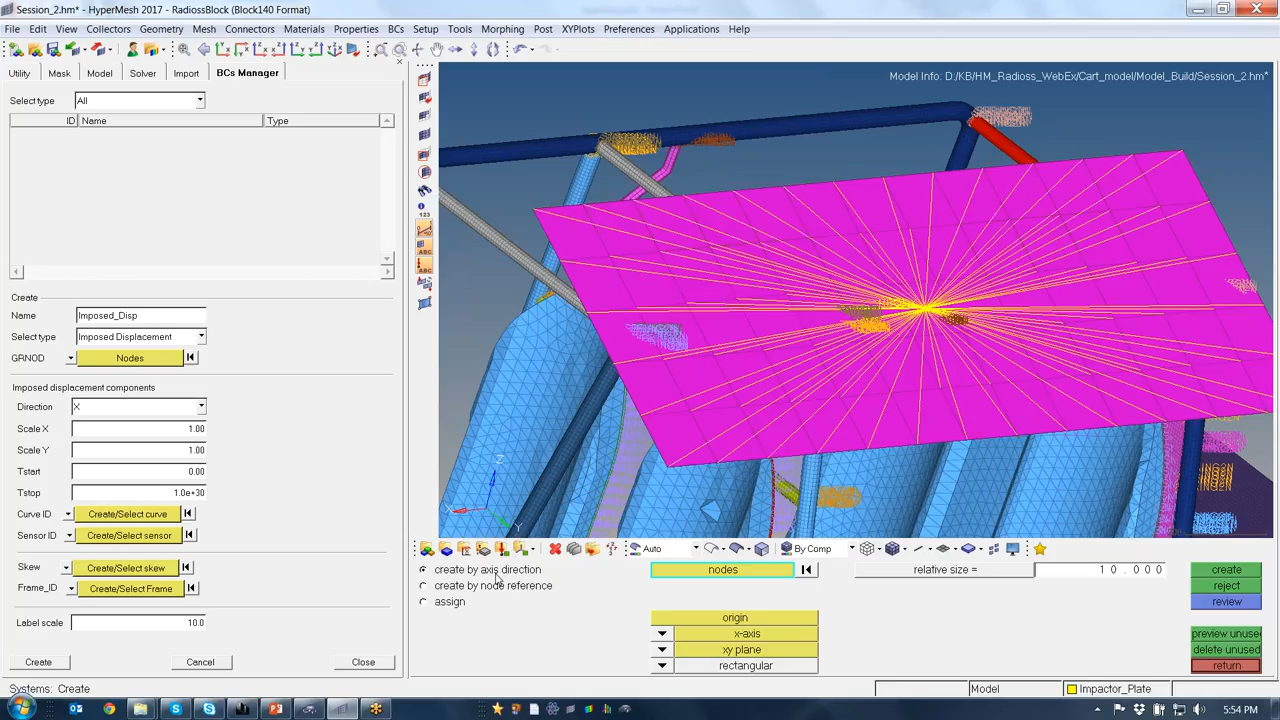 Session_2.hm* - HyperMesh 2017 - RadiossBlock (Block140 Format)
File Edit View Collectors Geometry Mesh Connectors Materials Properties BCs Setup Tools Morphing Post XYPlots Preferences Applications Help
Utility Mask Model Solver Import BCs Manager
Select type All
ID Name Type
Model Info: D:/KB/HM_Radioss_WebEx/Cart_model/Model_Build/Session_2.hm*
123
ABC
ABC
Create
Name Imposed_Disp
Select type Imposed Displacement
GRNOD Nodes
Imposed displacement components
Direction X
Scale X 1.00
Scale Y 1.00
Tstart 0.00
Tstop 1.0e+30
Curve ID Create/Select curve
Sensor ID Create/Select sensor
Skew Create/Select skew
Frame_ID Create/Select Frame
Label scale 10.0
Create Cancel Close
Z
X
Y
Auto By Comp
create by axis direction nodes relative size = 10.000 create
create by node reference reject
assign review
origin
x-axis preview unuse
xy plane delete unused
rectangular return
Systems: Create Model Impactor_Plate
5:54 PM